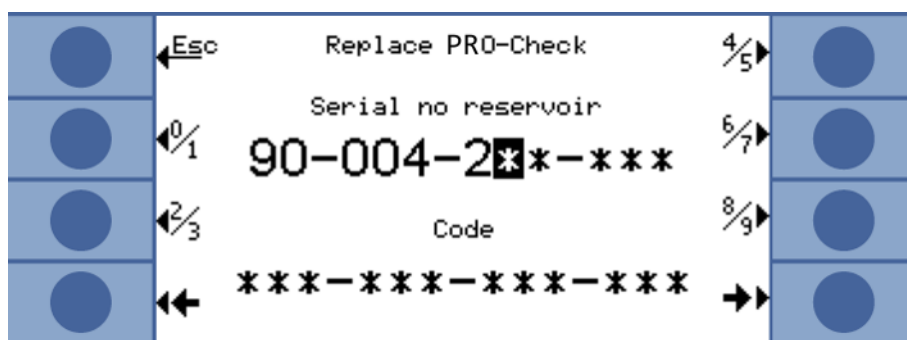 Esc Replace PRO-Check 4/5
Serial no reservoir
0/1 90-004-2**-*** 6/7
2/3 Code 8/9
← ***-***-***-*** →